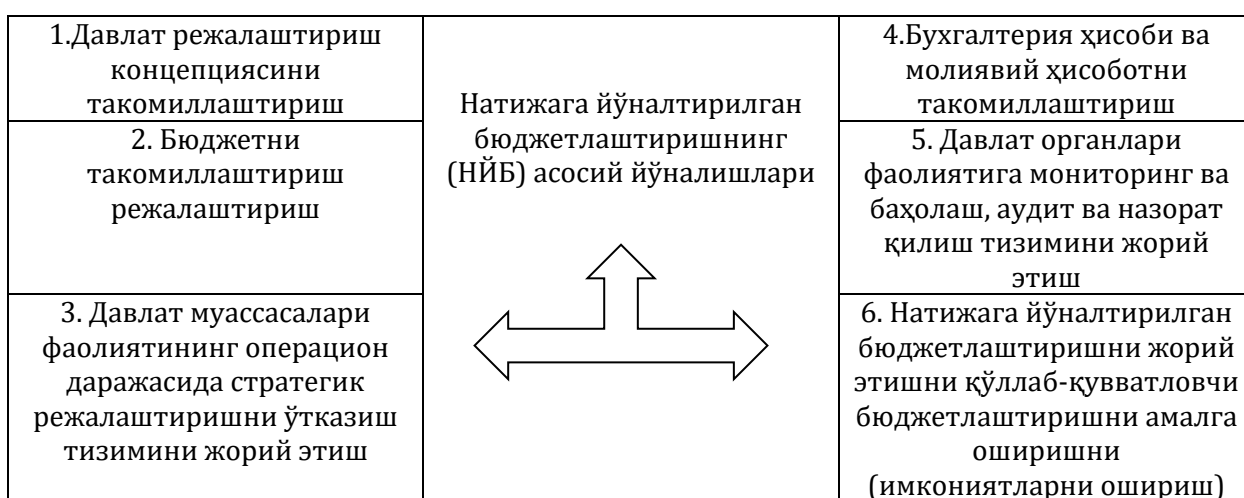 1.Давлат режалаштириш
концепциясини
такомиллаштириш
2. Бюджетни
такомиллаштириш
режалаштириш
3. Давлат муассасалари
фаолиятининг операцион
даражасида стратегик
режалаштиришни ўтказиш
тизимини жорий этиш
Натижага йўналтирилган
бюджетлаштиришнинг
(НЙБ) асосий йўналишлари
4.Бухгалтерия ҳисоби ва
молиявий ҳисоботни
такомиллаштириш
5. Давлат органлари
фаолиятига мониторинг ва
баҳолаш, аудит ва назорат
қилиш тизимини жорий
этиш
6. Натижага йўналтирилган
бюджетлаштиришни жорий
этишни қўллаб-қувватловчи
бюджетлаштиришни амалга
оширишни
(имкониятларни ошириш)